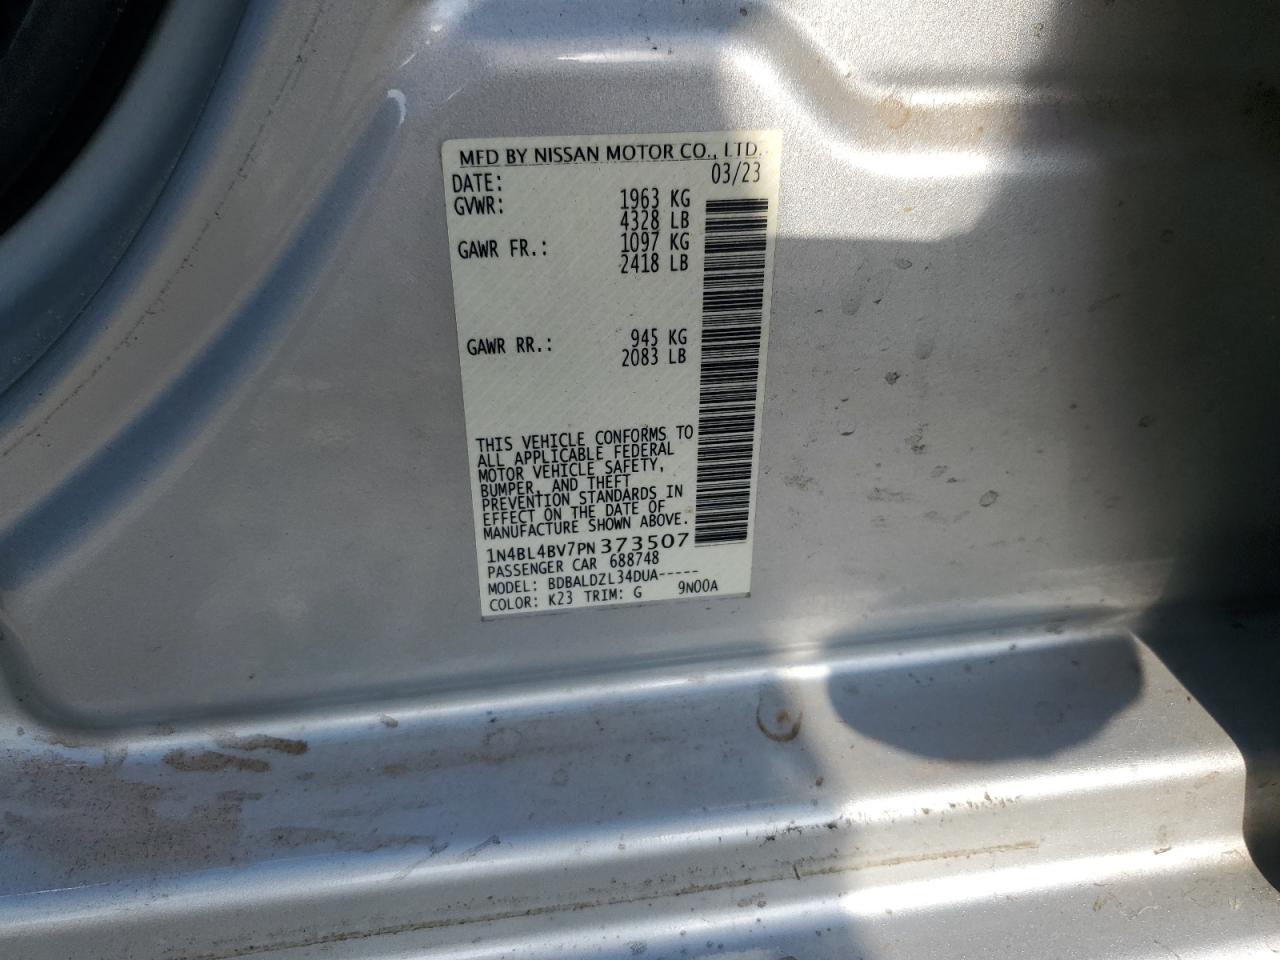 MFD BY NISSAN MOTOR CO., LTD.
DATE: 03/23
GVWR: 1963 KG
4328 LB
GAWR FR.: 1097 KG
2418 LB
GAWR RR.: 945 KG
2083 LB
THIS VEHICLE CONFORMS TO
ALL APPLICABLE FEDERAL
MOTOR VEHICLE SAFETY,
BUMPER, AND THEFT
PREVENTION STANDARDS IN
EFFECT ON THE DATE OF
MANUFACTURE SHOWN ABOVE.
1N4BL4BV7PN373507
PASSENGER CAR 688748
MODEL: BDBALDZL34DUA-----
COLOR: K23 TRIM: G 9N00A